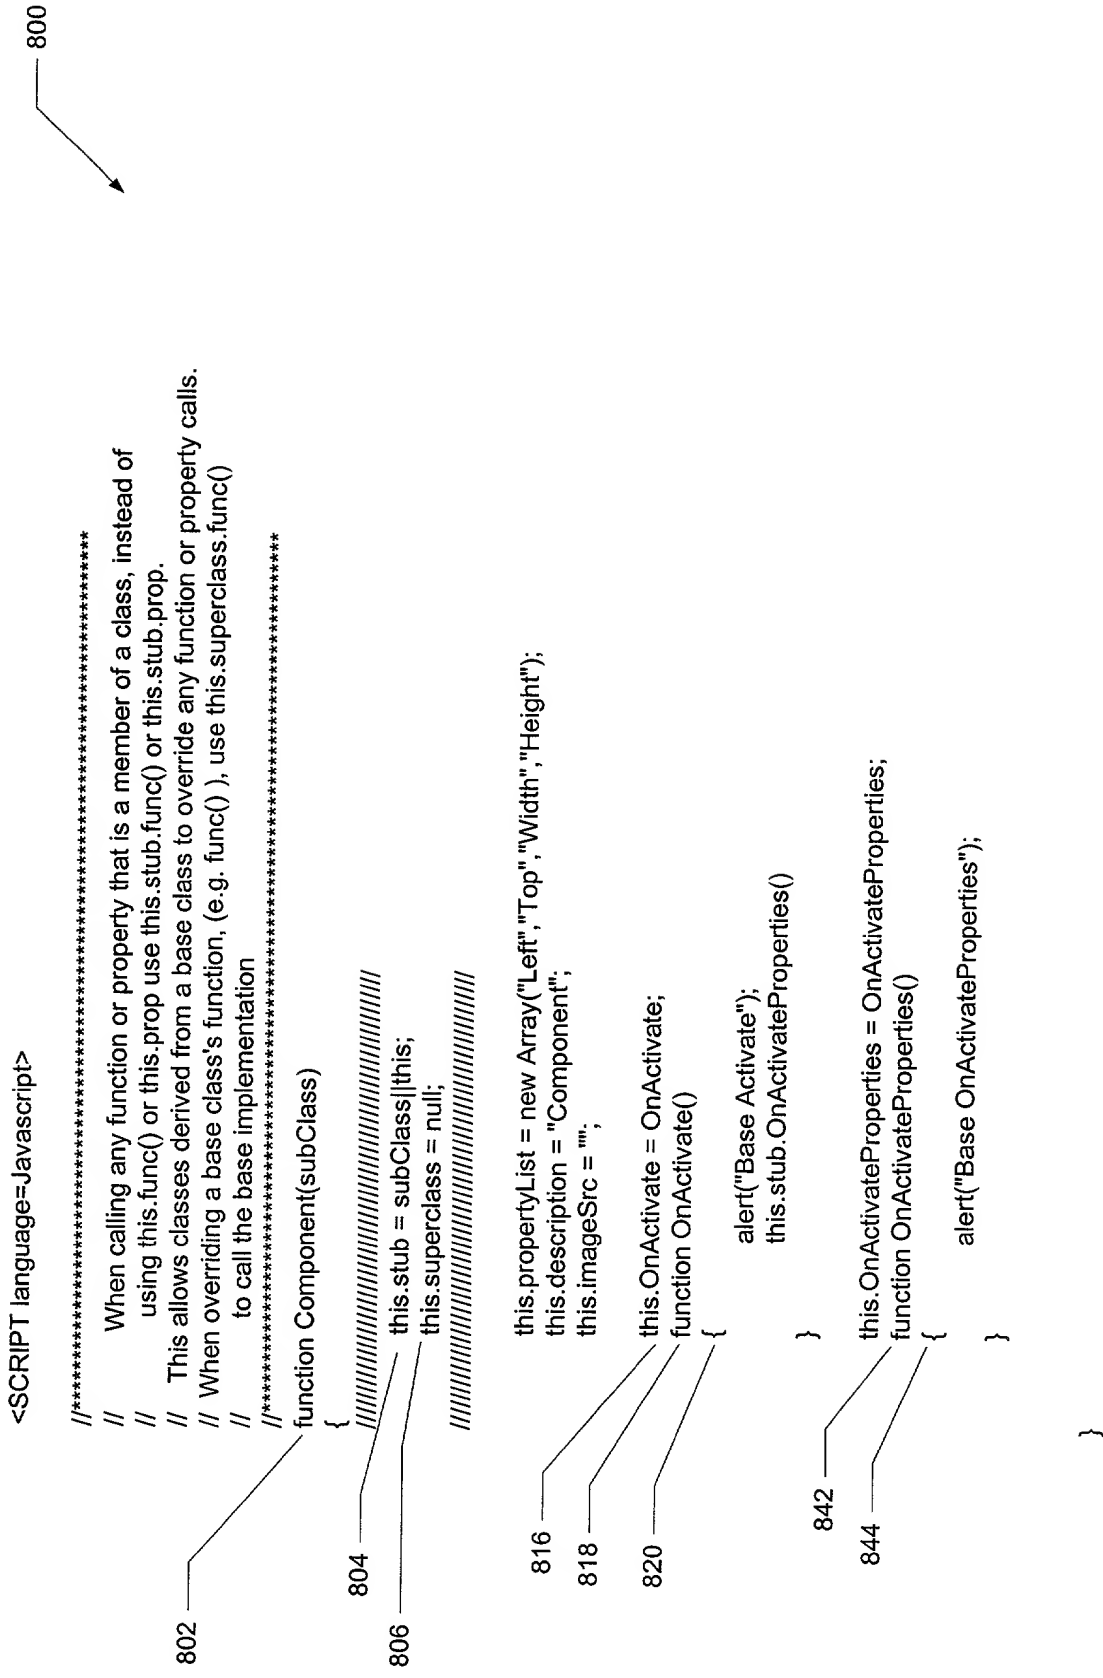 800
<SCRIPT language=Javascript>
//************************************************************************************
// When calling any function or property that is a member of a class, instead of
// using this.func() or this.prop use this.stub.func() or this.stub.prop.
// This allows classes derived from a base class to override any function or property calls.
// When overriding a base class's function, (e.g. func() ), use this.superclass.func()
// to call the base implementation
//************************************************************************************
802
function Component(subClass)
{
////////////////////////////////////////////////////////////
804
this.stub = subClass||this;
806
this.superclass = null;
////////////////////////////////////////////////////////////
this.propertyList = new Array("Left","Top","Width","Height");
this.description = "Component";
this.imageSrc = "";
816
this.OnActivate = OnActivate;
818
function OnActivate()
820
{
alert("Base Activate");
this.stub.OnActivateProperties()
}
842
this.OnActivateProperties = OnActivateProperties;
function OnActivateProperties()
844
{
alert("Base OnActivateProperties");
}
}